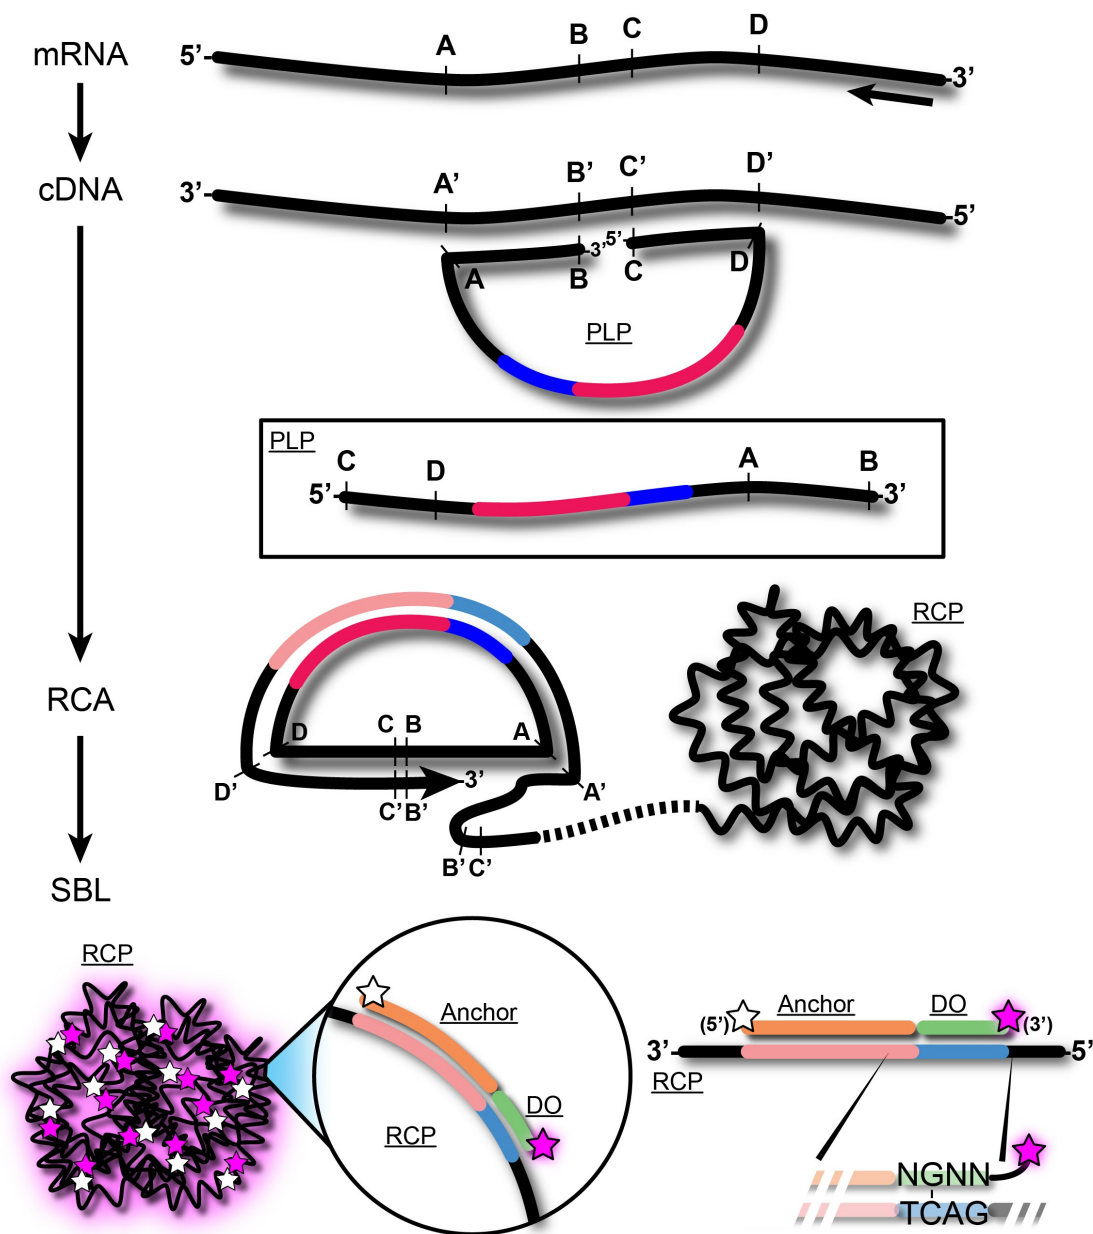 mRNA
5’
A
B
C
D
3’
cDNA
3’
A’
B’
C’
D’
5’
3’
5’
A
B
C
D
PLP
PLP
5’
C
D
A
B
3’
RCA
RCP
D
C
B
A
D'
C'
B'
3’
A’
B’
C’
SBL
RCP
Anchor
DO
RCP
Anchor
DO
(5’)
(3’)
3’
5’
RCP
NGNN
TCAG